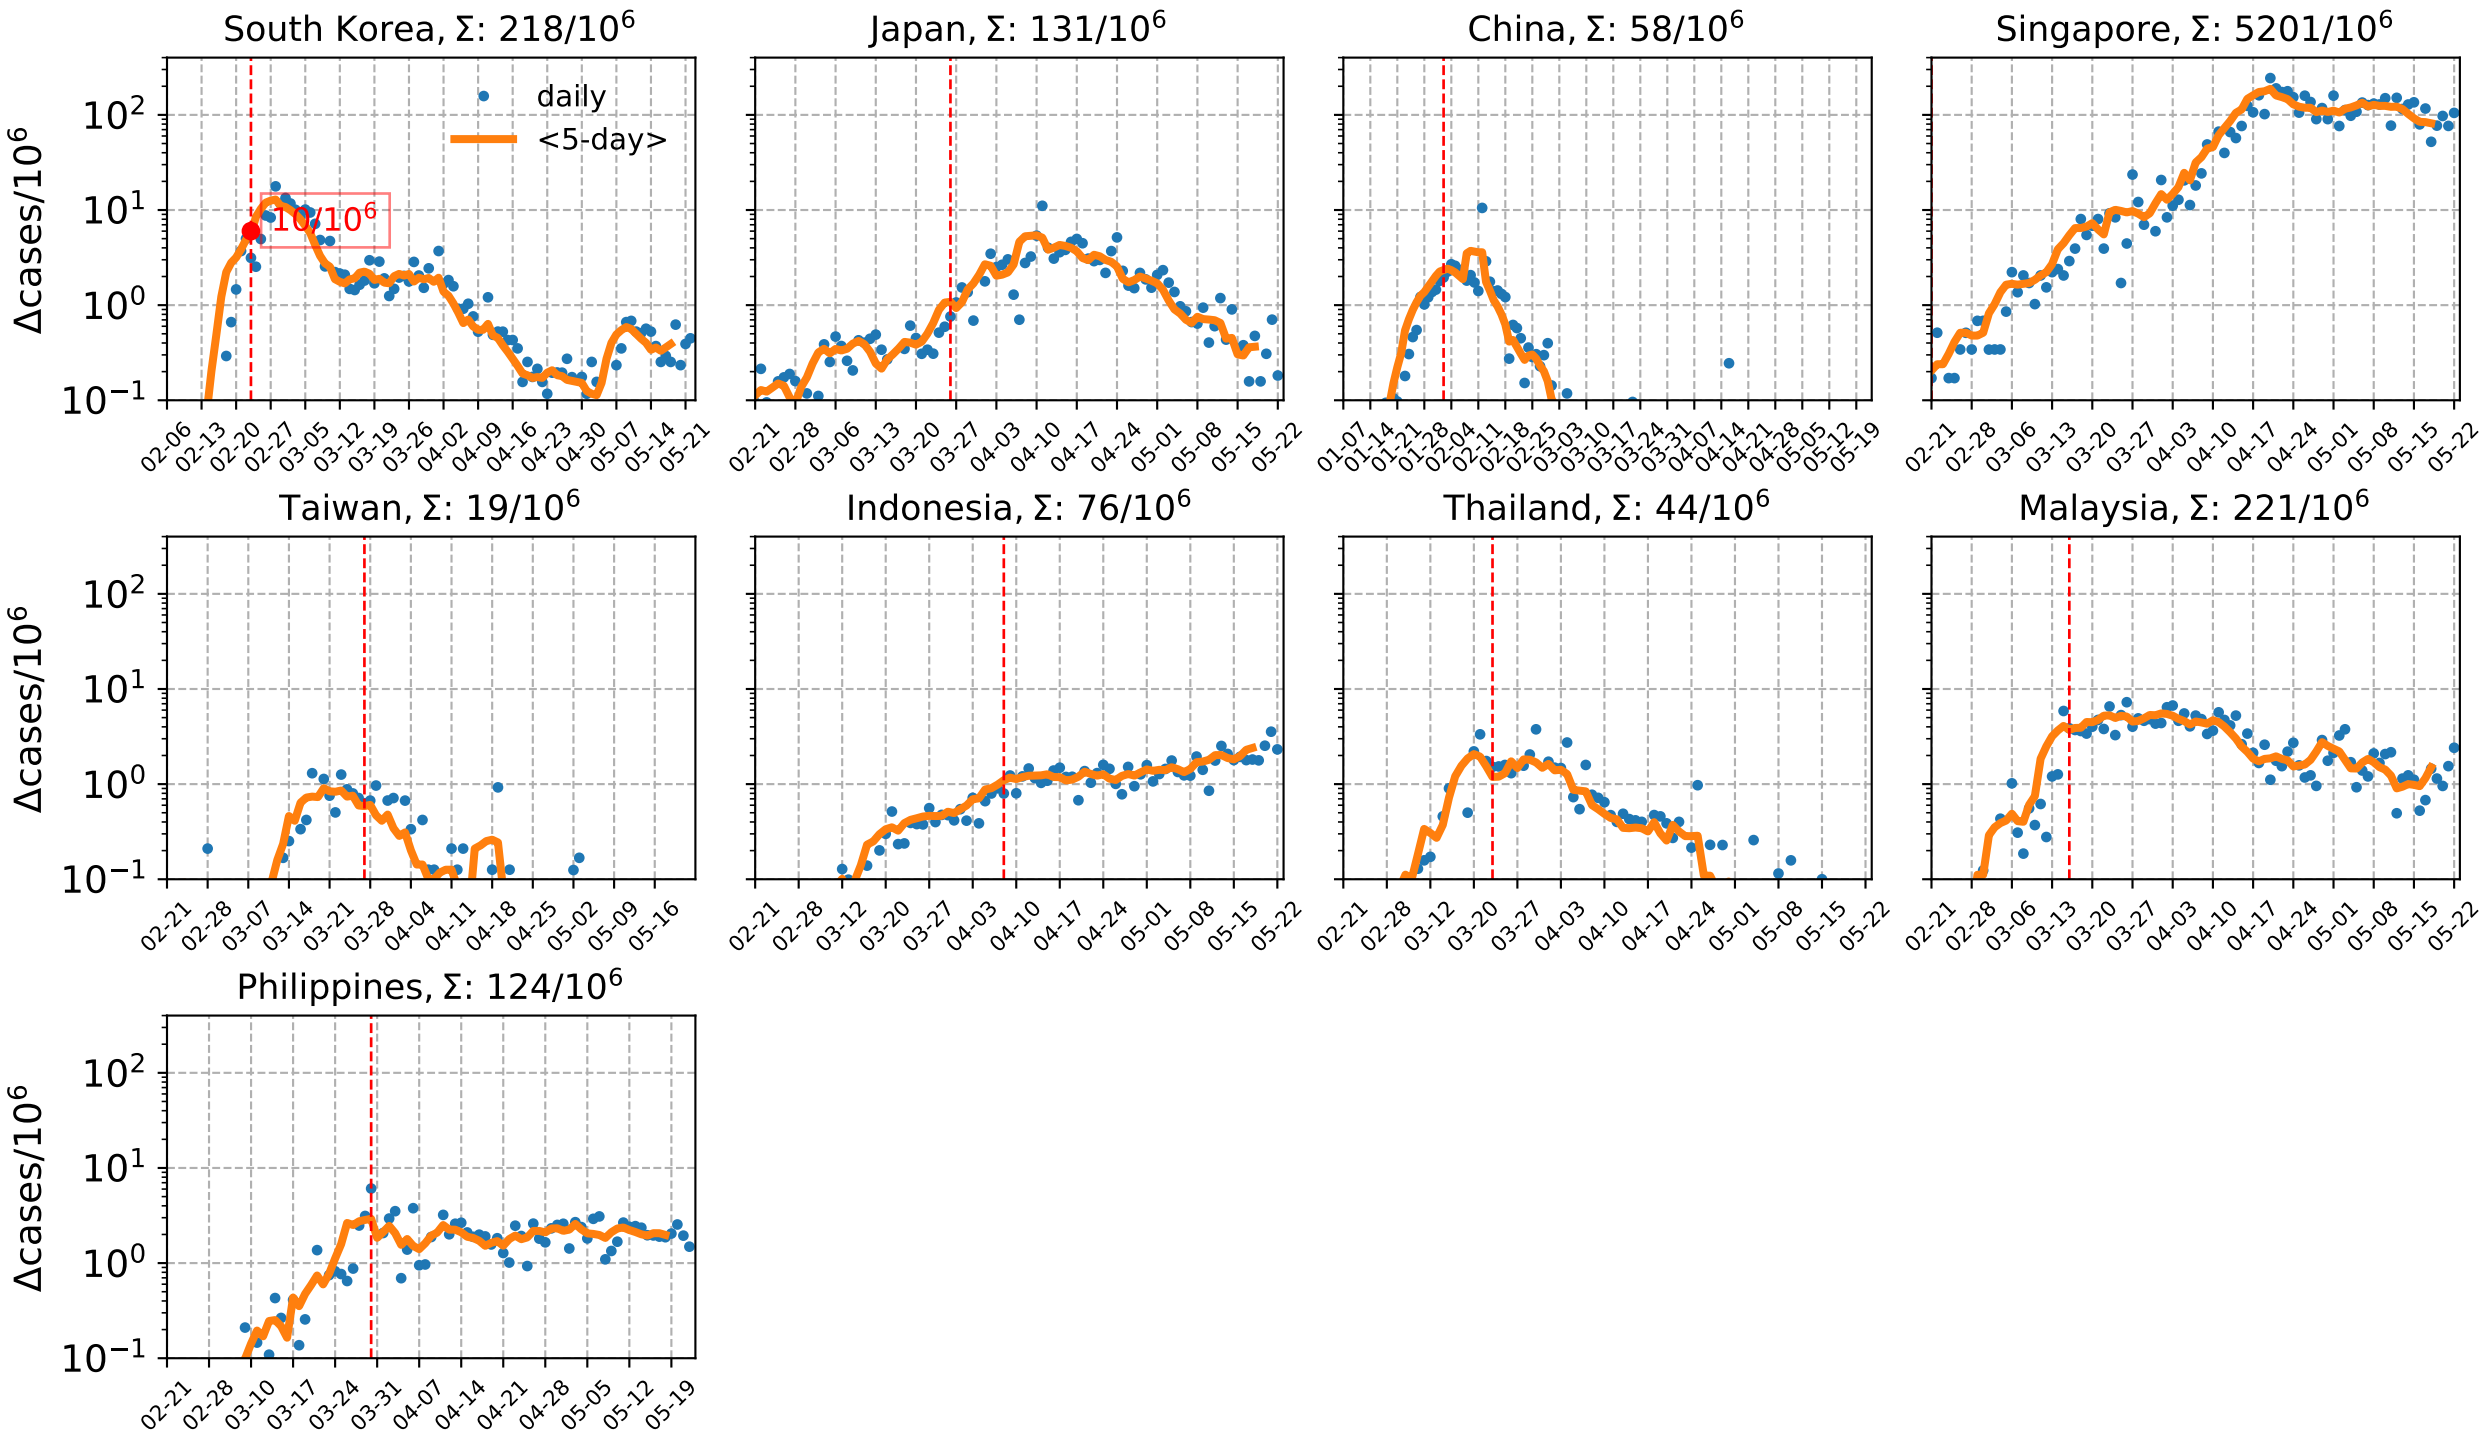 South Korea, Σ: 218/10⁶
Japan, Σ: 131/10⁶
China, Σ: 58/10⁶
Singapore, Σ: 5201/10⁶
Δcases/10⁶
10²
10¹
10⁰
10⁻¹
daily
<5-day>
10/10⁶
02-06 02-13 02-20 02-27 03-05 03-12 03-19 03-26 04-02 04-09 04-16 04-23 04-30 05-07 05-14 05-21
02-21 02-28 03-06 03-13 03-20 03-27 04-03 04-10 04-17 04-24 05-01 05-08 05-15 05-22
01-07 01-14 01-21 01-28 02-04 02-11 02-18 02-25 03-03 03-10 03-17 03-24 03-31 04-07 04-14 04-21 04-28 05-05 05-12 05-19
02-21 02-28 03-06 03-13 03-20 03-27 04-03 04-10 04-17 04-24 05-01 05-08 05-15 05-22
Taiwan, Σ: 19/10⁶
Indonesia, Σ: 76/10⁶
Thailand, Σ: 44/10⁶
Malaysia, Σ: 221/10⁶
Δcases/10⁶
10²
10¹
10⁰
10⁻¹
02-21 02-28 03-07 03-14 03-21 03-28 04-04 04-11 04-18 04-25 05-02 05-09 05-16
02-21 02-28 03-12 03-20 03-27 04-03 04-10 04-17 04-24 05-01 05-08 05-15 05-22
02-21 02-28 03-12 03-20 03-27 04-03 04-10 04-17 04-24 05-01 05-08 05-15 05-22
02-21 02-28 03-06 03-13 03-20 03-27 04-03 04-10 04-17 04-24 05-01 05-08 05-15 05-22
Philippines, Σ: 124/10⁶
Δcases/10⁶
10²
10¹
10⁰
10⁻¹
02-21 02-28 03-10 03-17 03-24 03-31 04-07 04-14 04-21 04-28 05-05 05-12 05-19